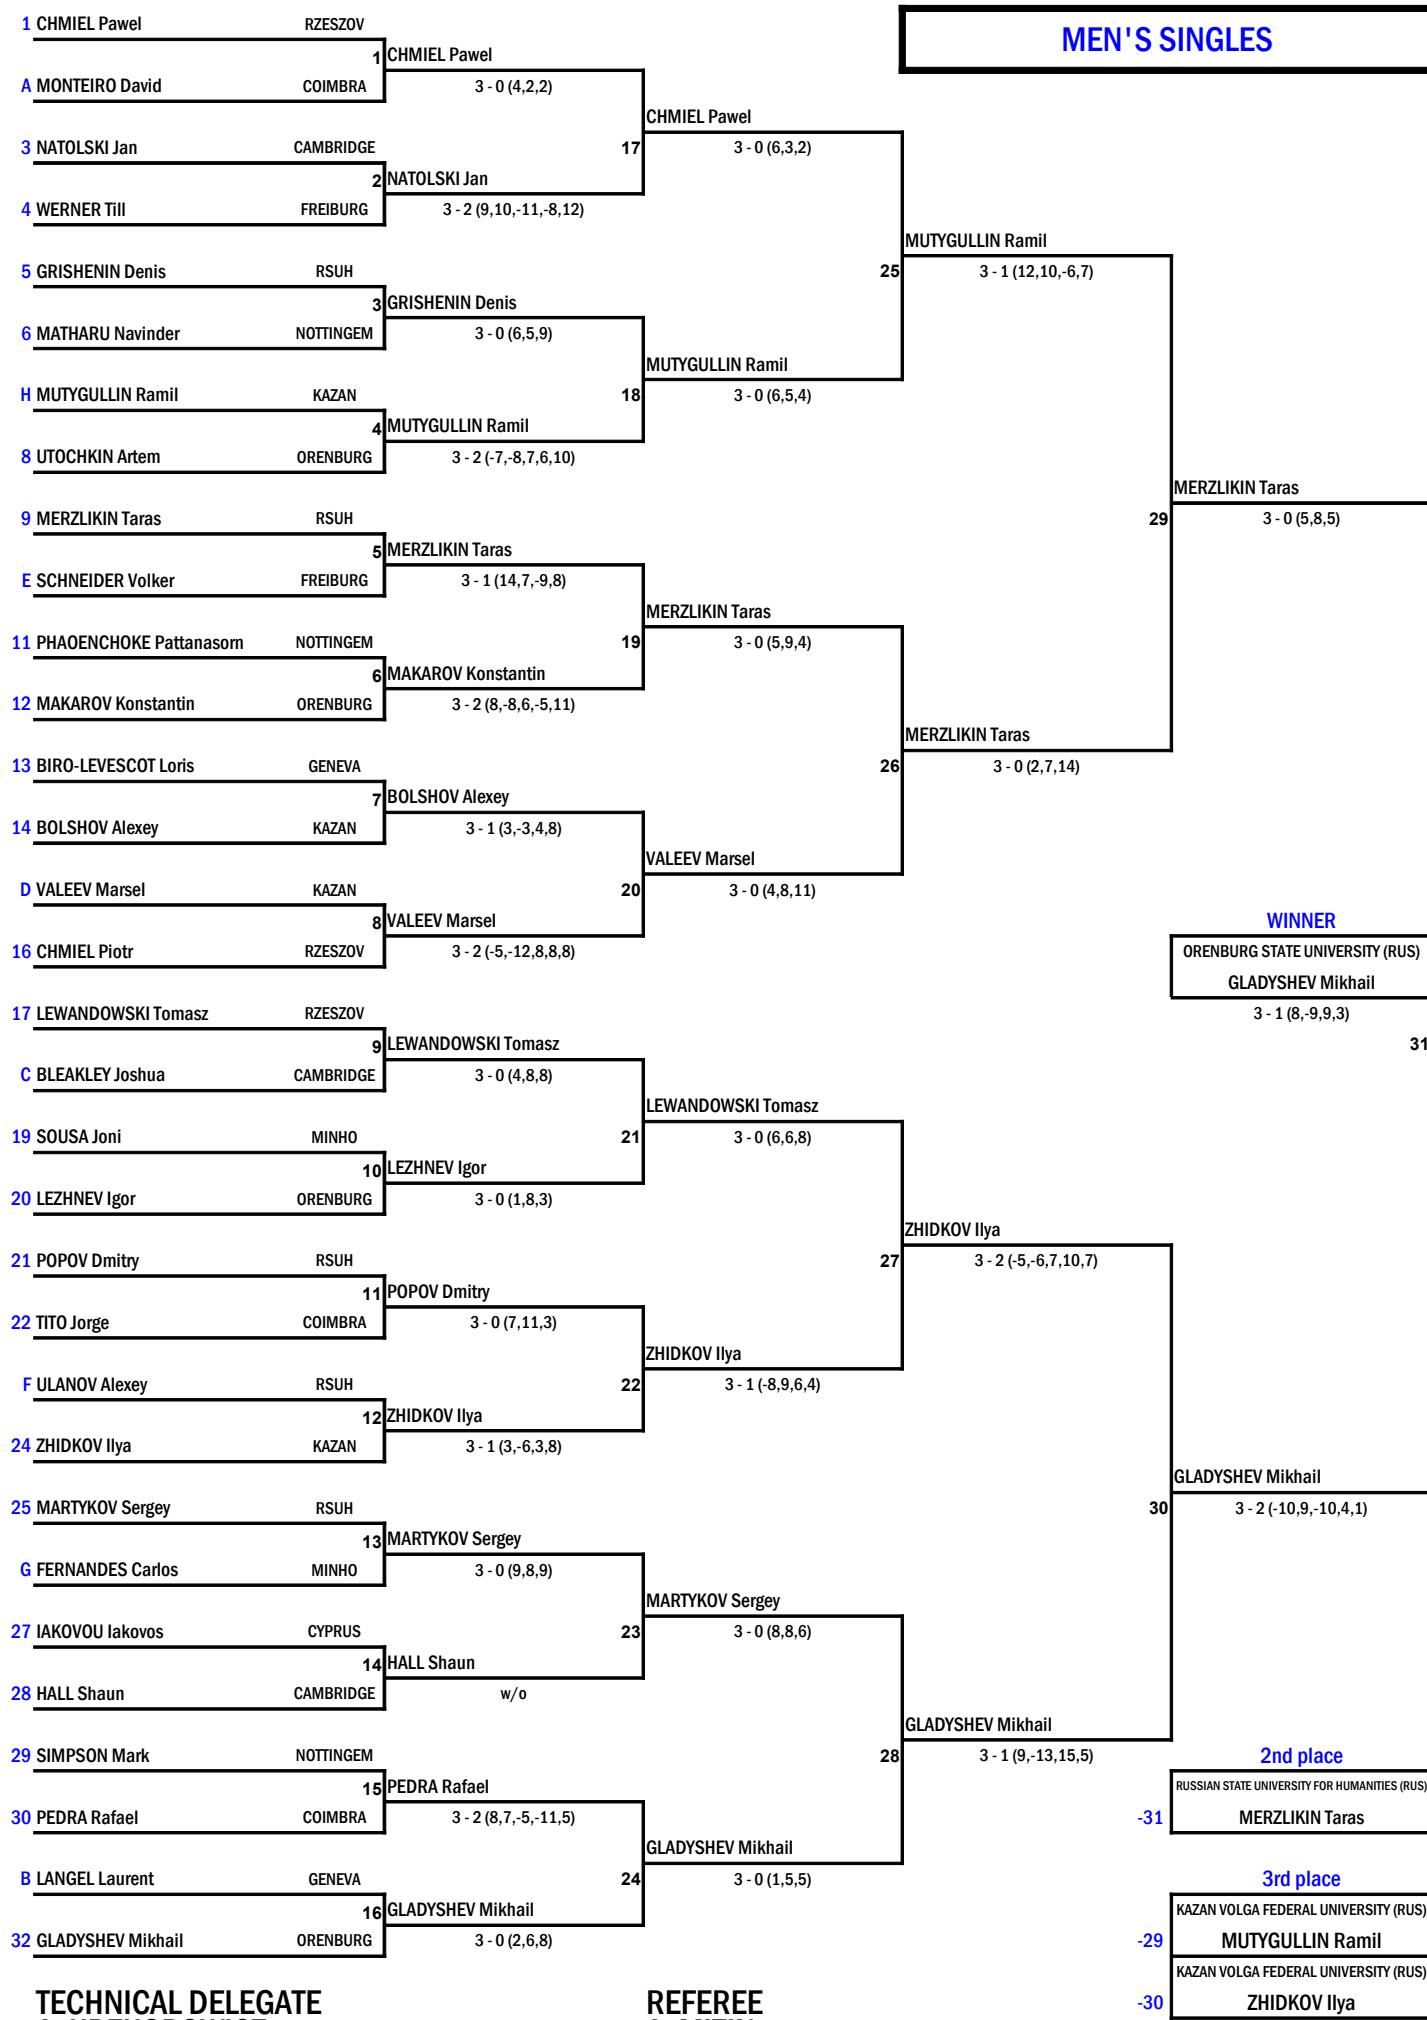 MEN'S SINGLES
1 CHMIEL Pawel RZESZOV
1 CHMIEL Pawel
A MONTEIRO David COIMBRA 3 - 0 (4,2,2)
CHMIEL Pawel
3 NATOLSKI Jan CAMBRIDGE 17 3 - 0 (6,3,2)
2 NATOLSKI Jan
4 WERNER Till FREIBURG 3 - 2 (9,10,-11,-8,12)
MUTYGULLIN Ramil
5 GRISHENIN Denis RSUH 25 3 - 1 (12,10,-6,7)
3 GRISHENIN Denis
6 MATHARU Navinder NOTTINGEM 3 - 0 (6,5,9)
MUTYGULLIN Ramil
H MUTYGULLIN Ramil KAZAN 18 3 - 0 (6,5,4)
4 MUTYGULLIN Ramil
8 UTOCHKIN Artem ORENBURG 3 - 2 (-7,-8,7,6,10)
MERZLIKIN Taras
9 MERZLIKIN Taras RSUH 29 3 - 0 (5,8,5)
5 MERZLIKIN Taras
E SCHNEIDER Volker FREIBURG 3 - 1 (14,7,-9,8)
MERZLIKIN Taras
11 PHAOENCHOKE Pattanasorn NOTTINGEM 19 3 - 0 (5,9,4)
6 MAKAROV Konstantin
12 MAKAROV Konstantin ORENBURG 3 - 2 (8,-8,6,-5,11)
MERZLIKIN Taras
13 BIRO-LEVESCOT Loris GENEVA 26 3 - 0 (2,7,14)
7 BOLSHOV Alexey
14 BOLSHOV Alexey KAZAN 3 - 1 (3,-3,4,8)
VALEEV Marsel
D VALEEV Marsel KAZAN 20 3 - 0 (4,8,11)
8 VALEEV Marsel WINNER
16 CHMIEL Piotr RZESZOV 3 - 2 (-5,-12,8,8,8) ORENBURG STATE UNIVERSITY (RUS)
GLADYSHEV Mikhail
17 LEWANDOWSKI Tomasz RZESZOV 3 - 1 (8,-9,9,3)
9 LEWANDOWSKI Tomasz 31
C BLEAKLEY Joshua CAMBRIDGE 3 - 0 (4,8,8)
LEWANDOWSKI Tomasz
19 SOUSA Joni MINHO 21 3 - 0 (6,6,8)
10 LEZHNEV Igor
20 LEZHNEV Igor ORENBURG 3 - 0 (1,8,3)
ZHIDKOV Ilya
21 POPOV Dmitry RSUH 27 3 - 2 (-5,-6,7,10,7)
11 POPOV Dmitry
22 TITO Jorge COIMBRA 3 - 0 (7,11,3)
ZHIDKOV Ilya
F ULANOV Alexey RSUH 22 3 - 1 (-8,9,6,4)
12 ZHIDKOV Ilya
24 ZHIDKOV Ilya KAZAN 3 - 1 (3,-6,3,8)
GLADYSHEV Mikhail
25 MARTYKOV Sergey RSUH 30 3 - 2 (-10,9,-10,4,1)
13 MARTYKOV Sergey
G FERNANDES Carlos MINHO 3 - 0 (9,8,9)
MARTYKOV Sergey
27 IAKOVOU Iakovos CYPRUS 23 3 - 0 (8,8,6)
14 HALL Shaun
28 HALL Shaun CAMBRIDGE w/o
GLADYSHEV Mikhail
29 SIMPSON Mark NOTTINGEM 28 3 - 1 (9,-13,15,5) 2nd place
15 PEDRA Rafael RUSSIAN STATE UNIVERSITY FOR HUMANITIES (RUS)
30 PEDRA Rafael COIMBRA 3 - 2 (8,7,-5,-11,5) -31 MERZLIKIN Taras
GLADYSHEV Mikhail
B LANGEL Laurent GENEVA 24 3 - 0 (1,5,5) 3rd place
16 GLADYSHEV Mikhail KAZAN VOLGA FEDERAL UNIVERSITY (RUS)
32 GLADYSHEV Mikhail ORENBURG 3 - 0 (2,6,8) -29 MUTYGULLIN Ramil
KAZAN VOLGA FEDERAL UNIVERSITY (RUS)
TECHNICAL DELEGATE REFEREE -30 ZHIDKOV Ilya